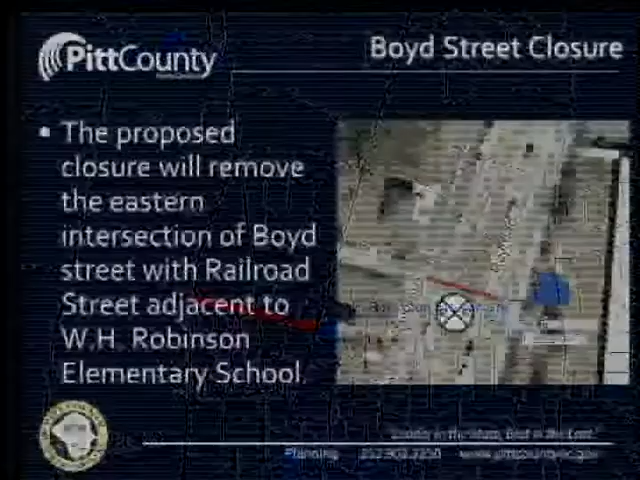 PittCounty
Boyd Street Closure
The proposed
closure will remove
the eastern
intersection of Boyd
street with Railroad
Street adjacent to
W.H. Robinson
Elementary School.
Planning